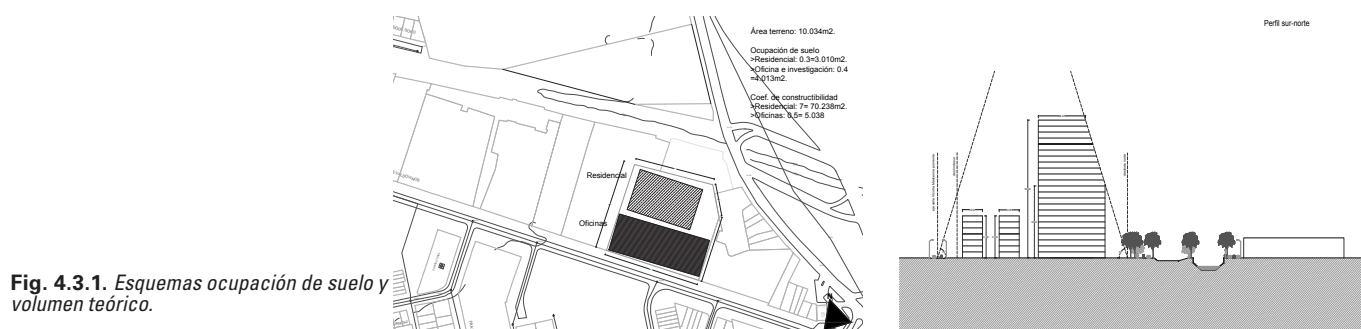 Fig. 4.3.1. Esquemas ocupación de suelo y
volumen teórico.
Área terreno: 10.034m2.
Ocupación de suelo
>Residencial: 0.3=3.010m2.
>Oficina e investigación: 0.4
=4.013m2.
Coef. de constructibilidad
>Residencial: 7= 70.238m2.
>Oficinas: 0.5= 5.038
Residencial
Oficinas
N
Perfil sur-norte